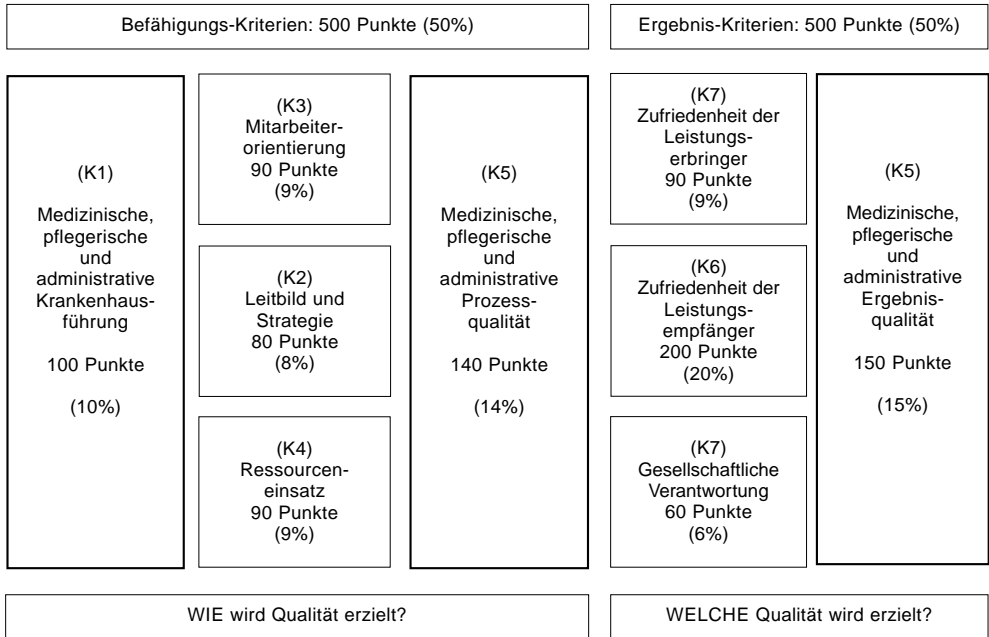 Befähigungs-Kriterien: 500 Punkte (50%)
Ergebnis-Kriterien: 500 Punkte (50%)
(K1)
Medizinische,
pflegerische
und
administrative
Krankenhaus-
führung
100 Punkte
(10%)
(K3)
Mitarbeiter-
orientierung
90 Punkte
(9%)
(K2)
Leitbild und
Strategie
80 Punkte
(8%)
(K4)
Ressourcen-
einsatz
90 Punkte
(9%)
(K5)
Medizinische,
pflegerische
und
administrative
Prozess-
qualität
140 Punkte
(14%)
(K7)
Zufriedenheit der
Leistungs-
erbringer
90 Punkte
(9%)
(K6)
Zufriedenheit der
Leistungs-
empfänger
200 Punkte
(20%)
(K7)
Gesellschaftliche
Verantwortung
60 Punkte
(6%)
(K5)
Medizinische,
pflegerische
und
administrative
Ergebnis-
qualität
150 Punkte
(15%)
WIE wird Qualität erzielt?
WELCHE Qualität wird erzielt?